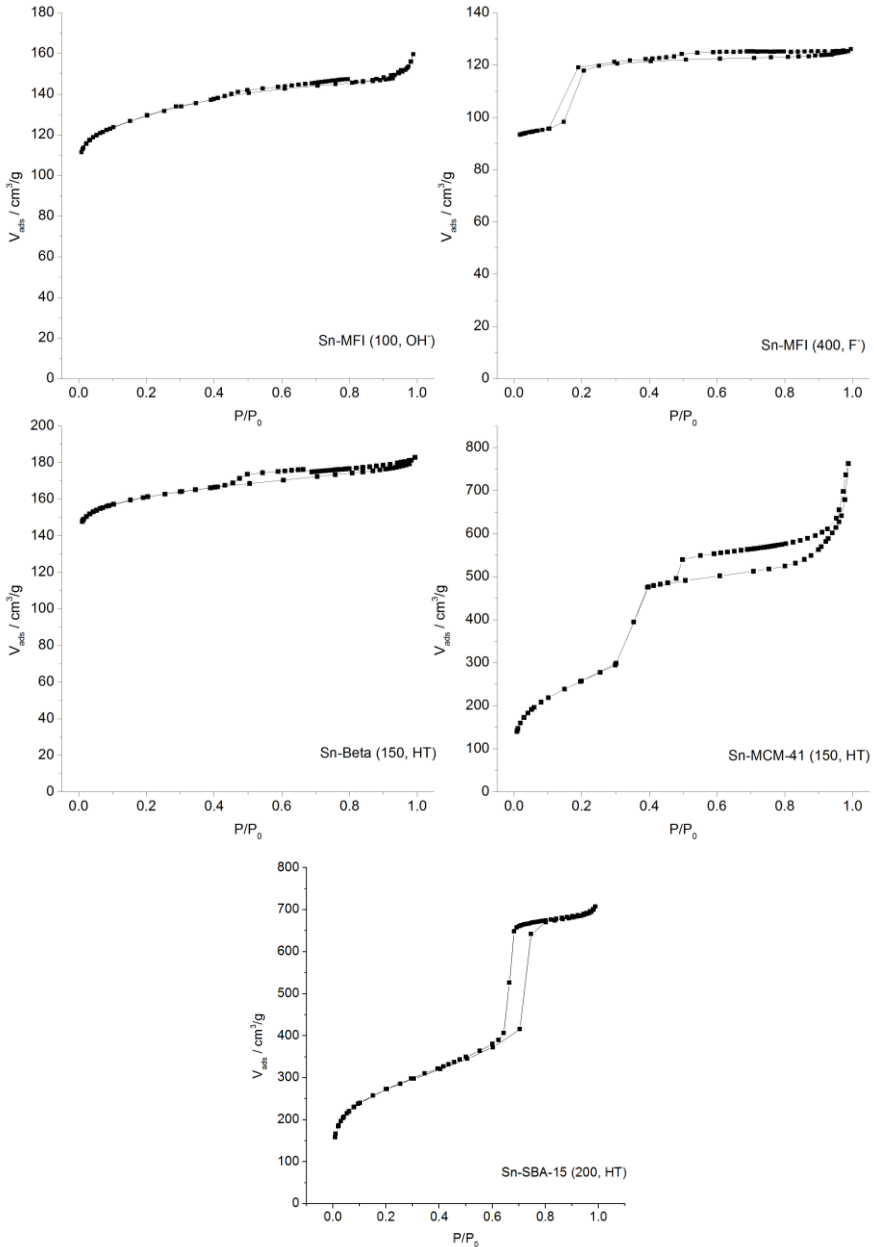 180
160
140
120
100
80
60
40
20
0
V_ads / cm³/g
Sn-MFI (100, OH⁻)
0.0 0.2 0.4 0.6 0.8 1.0
P/P₀
140
120
100
80
60
40
20
0
V_ads / cm³/g
Sn-MFI (400, F⁻)
0.0 0.2 0.4 0.6 0.8 1.0
P/P₀
200
180
160
140
120
100
80
60
40
20
0
V_ads / cm³/g
Sn-Beta (150, HT)
0.0 0.2 0.4 0.6 0.8 1.0
P/P₀
800
700
600
500
400
300
200
100
0
V_ads / cm³/g
Sn-MCM-41 (150, HT)
0.0 0.2 0.4 0.6 0.8 1.0
P/P₀
800
700
600
500
400
300
200
100
0
V_ads / cm³/g
Sn-SBA-15 (200, HT)
0.0 0.2 0.4 0.6 0.8 1.0
P/P₀